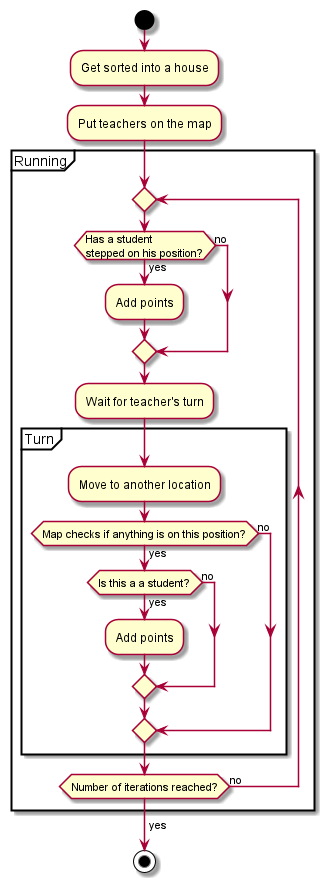 Get sorted into a house
Put teachers on the map
Running
Has a student
stepped on his position?
no
yes
Add points
Wait for teacher's turn
Turn
Move to another location
Map checks if anything is on this position?
no
yes
Is this a a student?
no
yes
Add points
Number of iterations reached?
no
yes